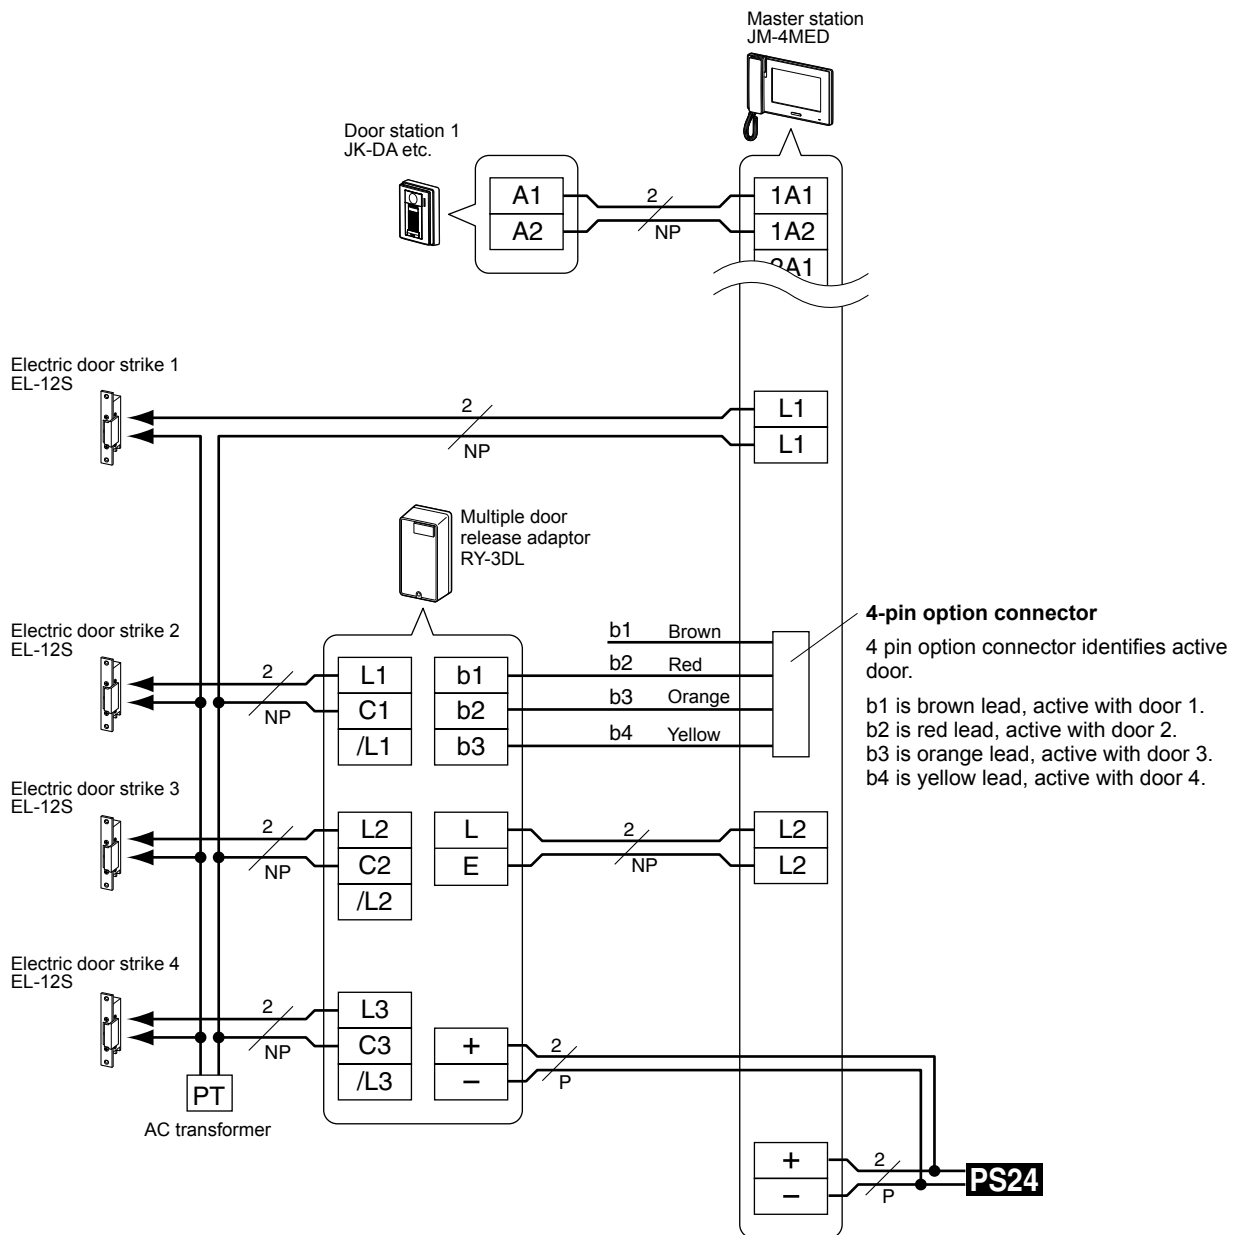 Master station
JM-4MED
Door station 1
JK-DA etc.
A1
A2
2
NP
1A1
1A2
2A1
Electric door strike 1
EL-12S
2
NP
L1
L1
Multiple door
release adaptor
RY-3DL
Electric door strike 2
EL-12S
2
NP
L1
C1
/L1
b1
b2
b3
b1 Brown
b2 Red
b3 Orange
b4 Yellow
4-pin option connector
4 pin option connector identifies active
door.
b1 is brown lead, active with door 1.
b2 is red lead, active with door 2.
b3 is orange lead, active with door 3.
b4 is yellow lead, active with door 4.
Electric door strike 3
EL-12S
2
NP
L2
C2
/L2
L
E
2
NP
L2
L2
Electric door strike 4
EL-12S
2
NP
L3
C3
/L3
+
–
2
P
PT
AC transformer
+
–
2
P
PS24